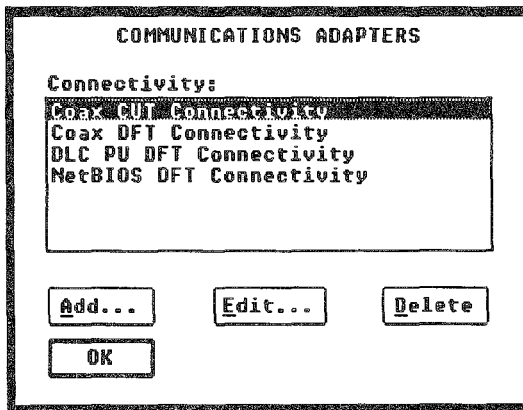 COMMUNICATIONS ADAPTERS
Connectivity:
Coax CUT Connectivity
Coax DFT Connectivity
DLC PU DFT Connectivity
NetBIOS DFT Connectivity
Add... Edit... Delete
OK